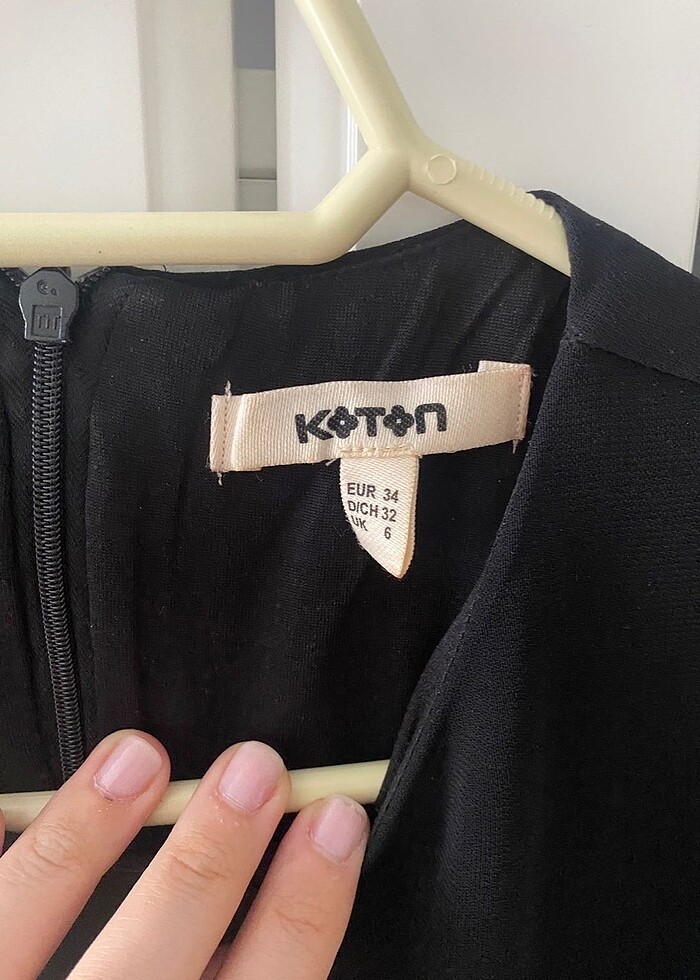 KOTON
EUR 34
D/CH 32
UK 6